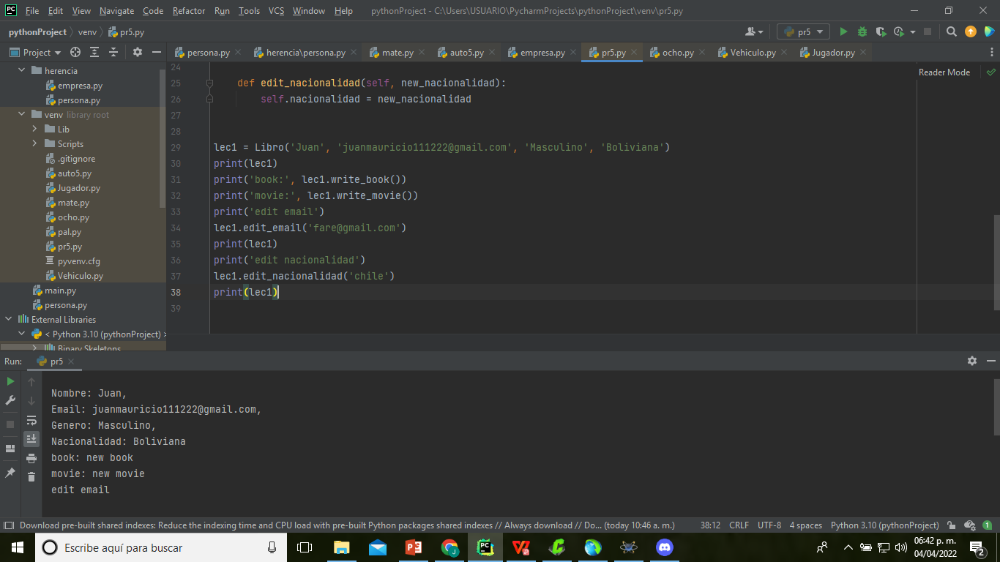 File Edit View Navigate Code Refactor Run Tools VCS Window Help pythonProject - C:\Users\USUARIO\PycharmProjects\pythonProject\venv\pr5.py
pythonProject venv pr5.py
pr5
Project
persona.py herencia\persona.py mate.py auto5.py empresa.py pr5.py ocho.py Vehiculo.py Jugador.py
herencia
empresa.py
persona.py
venv library root
Lib
Scripts
.gitignore
auto5.py
Jugador.py
mate.py
ocho.py
pal.py
pr5.py
pyvenv.cfg
Vehiculo.py
main.py
persona.py
External Libraries
< Python 3.10 (pythonProject) >
Binary Skeletons
Reader Mode
24
25 def edit_nacionalidad(self, new_nacionalidad):
26 self.nacionalidad = new_nacionalidad
27
28
29 lec1 = Libro('Juan', 'juanmauricio111222@gmail.com', 'Masculino', 'Boliviana')
30 print(lec1)
31 print('book:', lec1.write_book())
32 print('movie:', lec1.write_movie())
33 print('edit email')
34 lec1.edit_email('fare@gmail.com')
35 print(lec1)
36 print('edit nacionalidad')
37 lec1.edit_nacionalidad('chile')
38 print(lec1)
39
Run: pr5
Nombre: Juan,
Email: juanmauricio111222@gmail.com,
Genero: Masculino,
Nacionalidad: Boliviana
book: new book
movie: new movie
edit email
Download pre-built shared indexes: Reduce the indexing time and CPU load with pre-built Python packages shared indexes // Always download // Do... (today 10:46 a. m.) 38:12 CRLF UTF-8 4 spaces Python 3.10 (pythonProject) 1
Escribe aquí para buscar
06:42 p. m.
04/04/2022
2